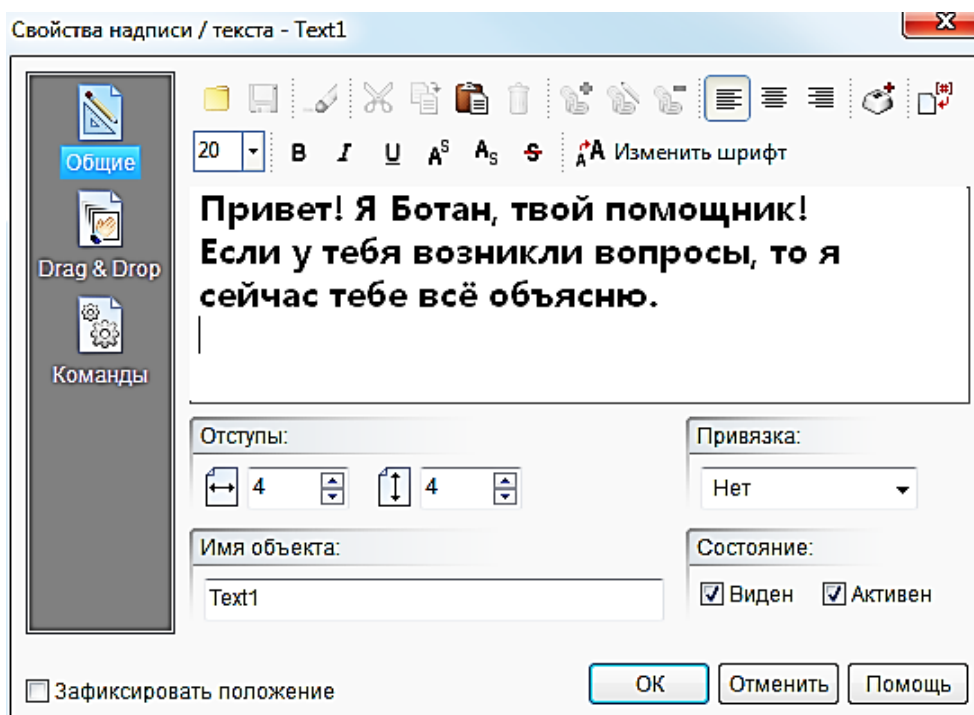 Свойства надписи / текста - Text1
Общие
Drag & Drop
Команды
20 B I U A^S A_S S A A Изменить шрифт
Привет! Я Ботан, твой помощник!
Если у тебя возникли вопросы, то я
сейчас тебе всё объясню.
Отступы:
4 4
Привязка:
Нет
Имя объекта:
Text1
Состояние:
Виден Активен
Зафиксировать положение
ОК Отменить Помощь